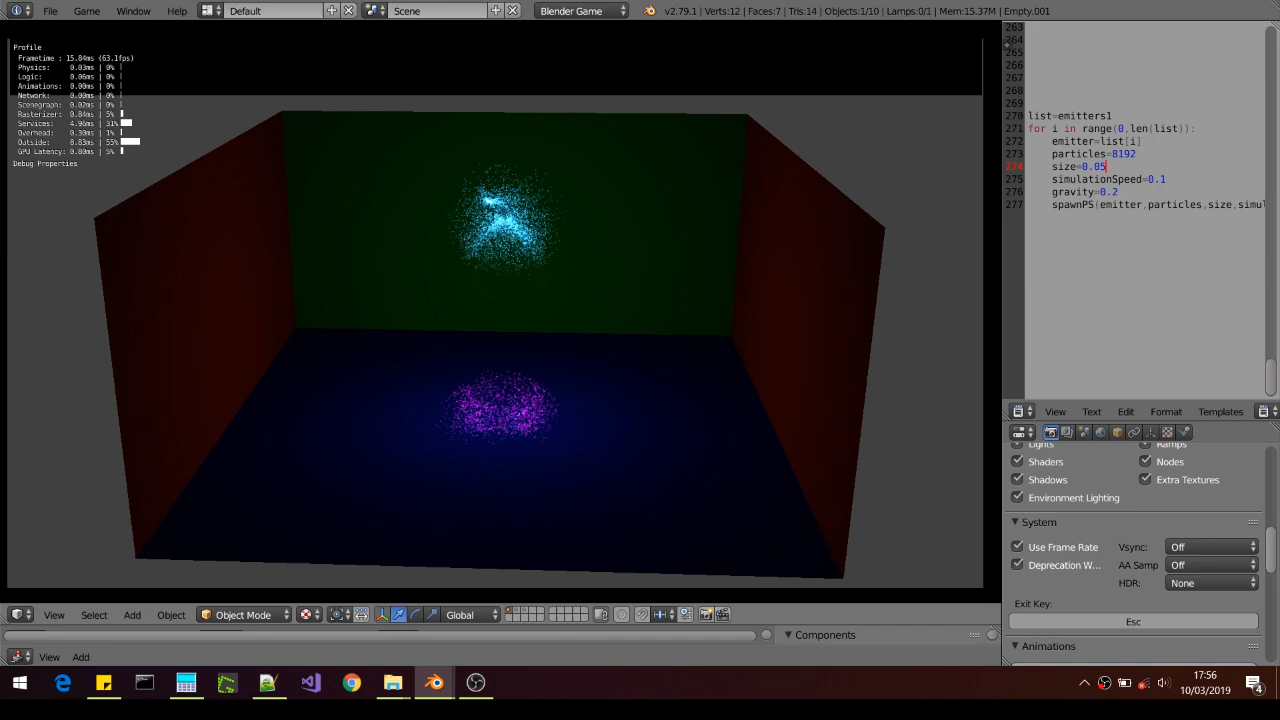 File Game Window Help Default Scene Blender Game v2.79.1 | Verts:12 | Faces:7 | Tris:14 | Objects:1/10 | Lamps:0/1 | Mem:15.37M | Empty.001
Profile
Frametime : 15.84ms (63.1fps)
Physics: 0.03ms | 0%
Logic: 0.06ms | 0%
Animations: 0.00ms | 0%
Network: 0.00ms | 0%
Scenegraph: 0.02ms | 0%
Rasterizer: 0.84ms | 5%
Services: 4.96ms | 31%
Overhead: 0.30ms | 1%
Outside: 8.83ms | 55%
GPU Latency: 0.80ms | 5%
Debug Properties
263
264
265
266
267
268
269
270 list=emitters1
271 for i in range(0,len(list)):
272 emitter=list[i]
273 particles=8192
274 size=0.05
275 simulationSpeed=0.1
276 gravity=0.2
277 spawnPS(emitter,particles,size,simul
View Text Edit Format Templates
Lights Ramps
Shaders Nodes
Shadows Extra Textures
Environment Lighting
System
Use Frame Rate Vsync: Off
Deprecation W... AA Samp Off
HDR: None
Exit Key:
Esc
Animations
View Select Add Object Object Mode Global
Components
View Add
17:56
10/03/2019
4